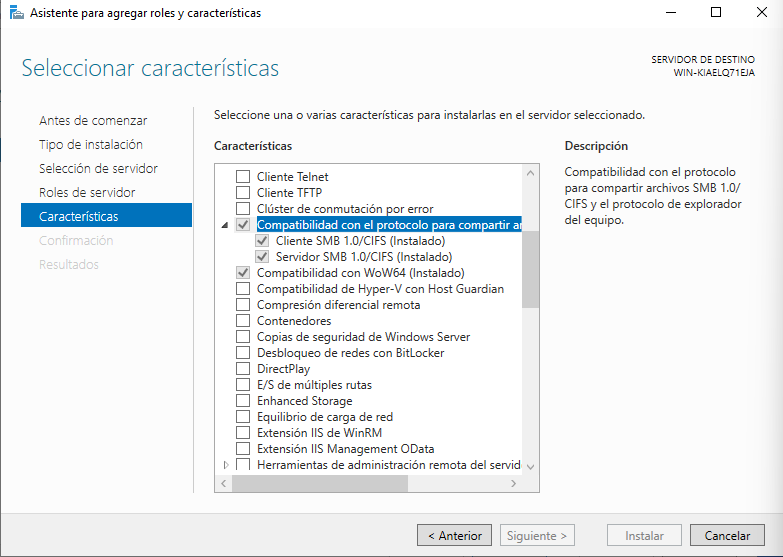 Asistente para agregar roles y características
Seleccionar características
SERVIDOR DE DESTINO
WIN-KIAELQ71EJA
Antes de comenzar
Tipo de instalación
Selección de servidor
Roles de servidor
Características
Confirmación
Resultados
Seleccione una o varias características para instalarlas en el servidor seleccionado.
Características
Cliente Telnet
Cliente TFTP
Clúster de conmutación por error
Compatibilidad con el protocolo para compartir ar
Cliente SMB 1.0/CIFS (Instalado)
Servidor SMB 1.0/CIFS (Instalado)
Compatibilidad con WoW64 (Instalado)
Compatibilidad de Hyper-V con Host Guardian
Compresión diferencial remota
Contenedores
Copias de seguridad de Windows Server
Desbloqueo de redes con BitLocker
DirectPlay
E/S de múltiples rutas
Enhanced Storage
Equilibrio de carga de red
Extensión IIS de WinRM
Extensión IIS Management OData
Herramientas de administración remota del servid
Descripción
Compatibilidad con el protocolo
para compartir archivos SMB 1.0/
CIFS y el protocolo de explorador
del equipo.
< Anterior
Siguiente >
Instalar
Cancelar